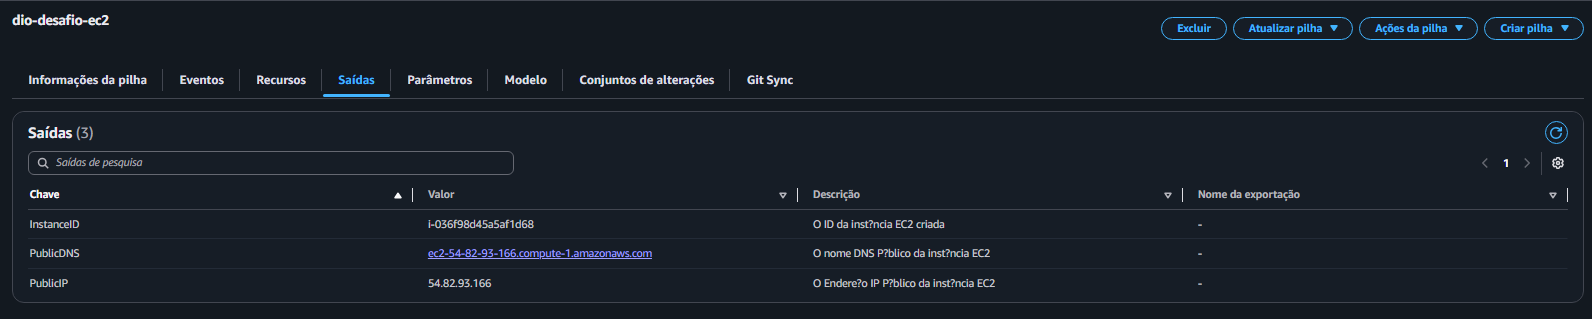 dio-desafio-ec2
Excluir Atualizar pilha Ações da pilha Criar pilha
Informações da pilha Eventos Recursos Saídas Parâmetros Modelo Conjuntos de alterações Git Sync
Saídas (3)
Saídas de pesquisa 1
Chave Valor Descrição Nome da exportação
InstanceID i-036f98d45a5af1d68 O ID da inst?ncia EC2 criada -
PublicDNS ec2-54-82-93-166.compute-1.amazonaws.com O nome DNS P?blico da inst?ncia EC2 -
PublicIP 54.82.93.166 O Endere?o IP P?blico da inst?ncia EC2 -